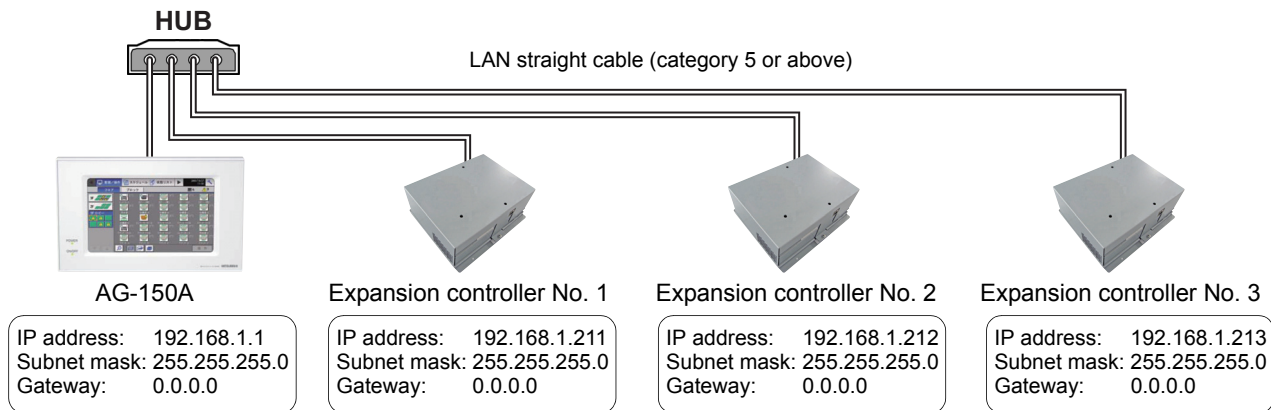 HUB
LAN straight cable (category 5 or above)
AG-150A
IP address: 192.168.1.1
Subnet mask: 255.255.255.0
Gateway: 0.0.0.0
Expansion controller No. 1
IP address: 192.168.1.211
Subnet mask: 255.255.255.0
Gateway: 0.0.0.0
Expansion controller No. 2
IP address: 192.168.1.212
Subnet mask: 255.255.255.0
Gateway: 0.0.0.0
Expansion controller No. 3
IP address: 192.168.1.213
Subnet mask: 255.255.255.0
Gateway: 0.0.0.0